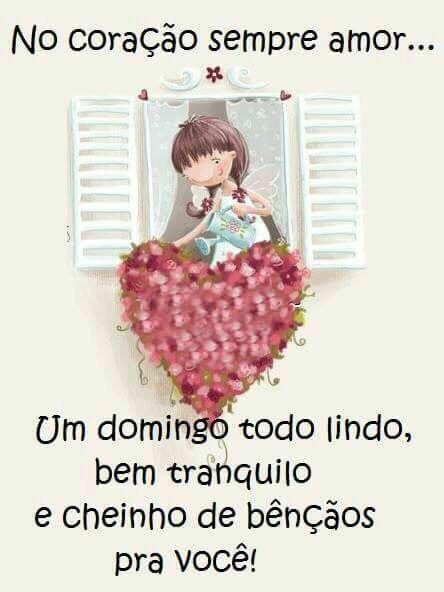 No coração sempre amor...
Um domingo todo lindo,
bem tranquilo
e cheinho de bênçãos
pra você!